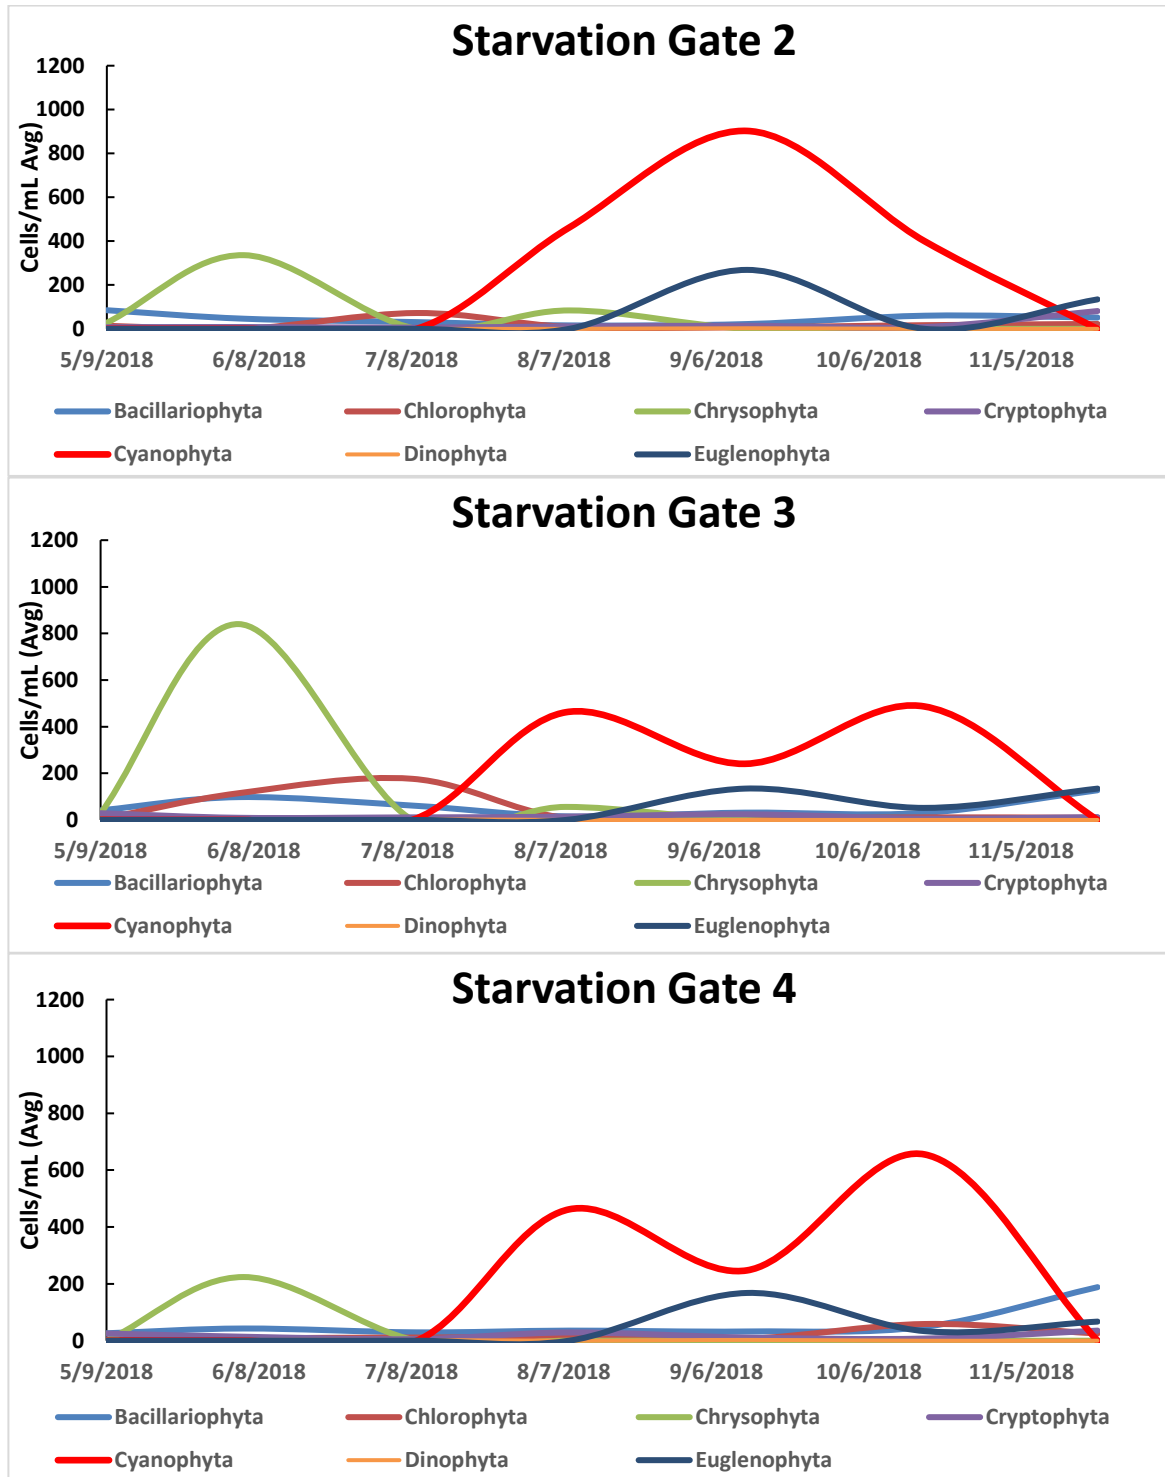 Starvation Gate 2
1200
1000
800
600
400
200
0
Cells/mL Avg)
5/9/2018 6/8/2018 7/8/2018 8/7/2018 9/6/2018 10/6/2018 11/5/2018
Bacillariophyta Chlorophyta Chrysophyta Cryptophyta
Cyanophyta Dinophyta Euglenophyta
Starvation Gate 3
1200
1000
800
600
400
200
0
Cells/mL (Avg)
5/9/2018 6/8/2018 7/8/2018 8/7/2018 9/6/2018 10/6/2018 11/5/2018
Bacillariophyta Chlorophyta Chrysophyta Cryptophyta
Cyanophyta Dinophyta Euglenophyta
Starvation Gate 4
1200
1000
800
600
400
200
0
Cells/mL (Avg)
5/9/2018 6/8/2018 7/8/2018 8/7/2018 9/6/2018 10/6/2018 11/5/2018
Bacillariophyta Chlorophyta Chrysophyta Cryptophyta
Cyanophyta Dinophyta Euglenophyta